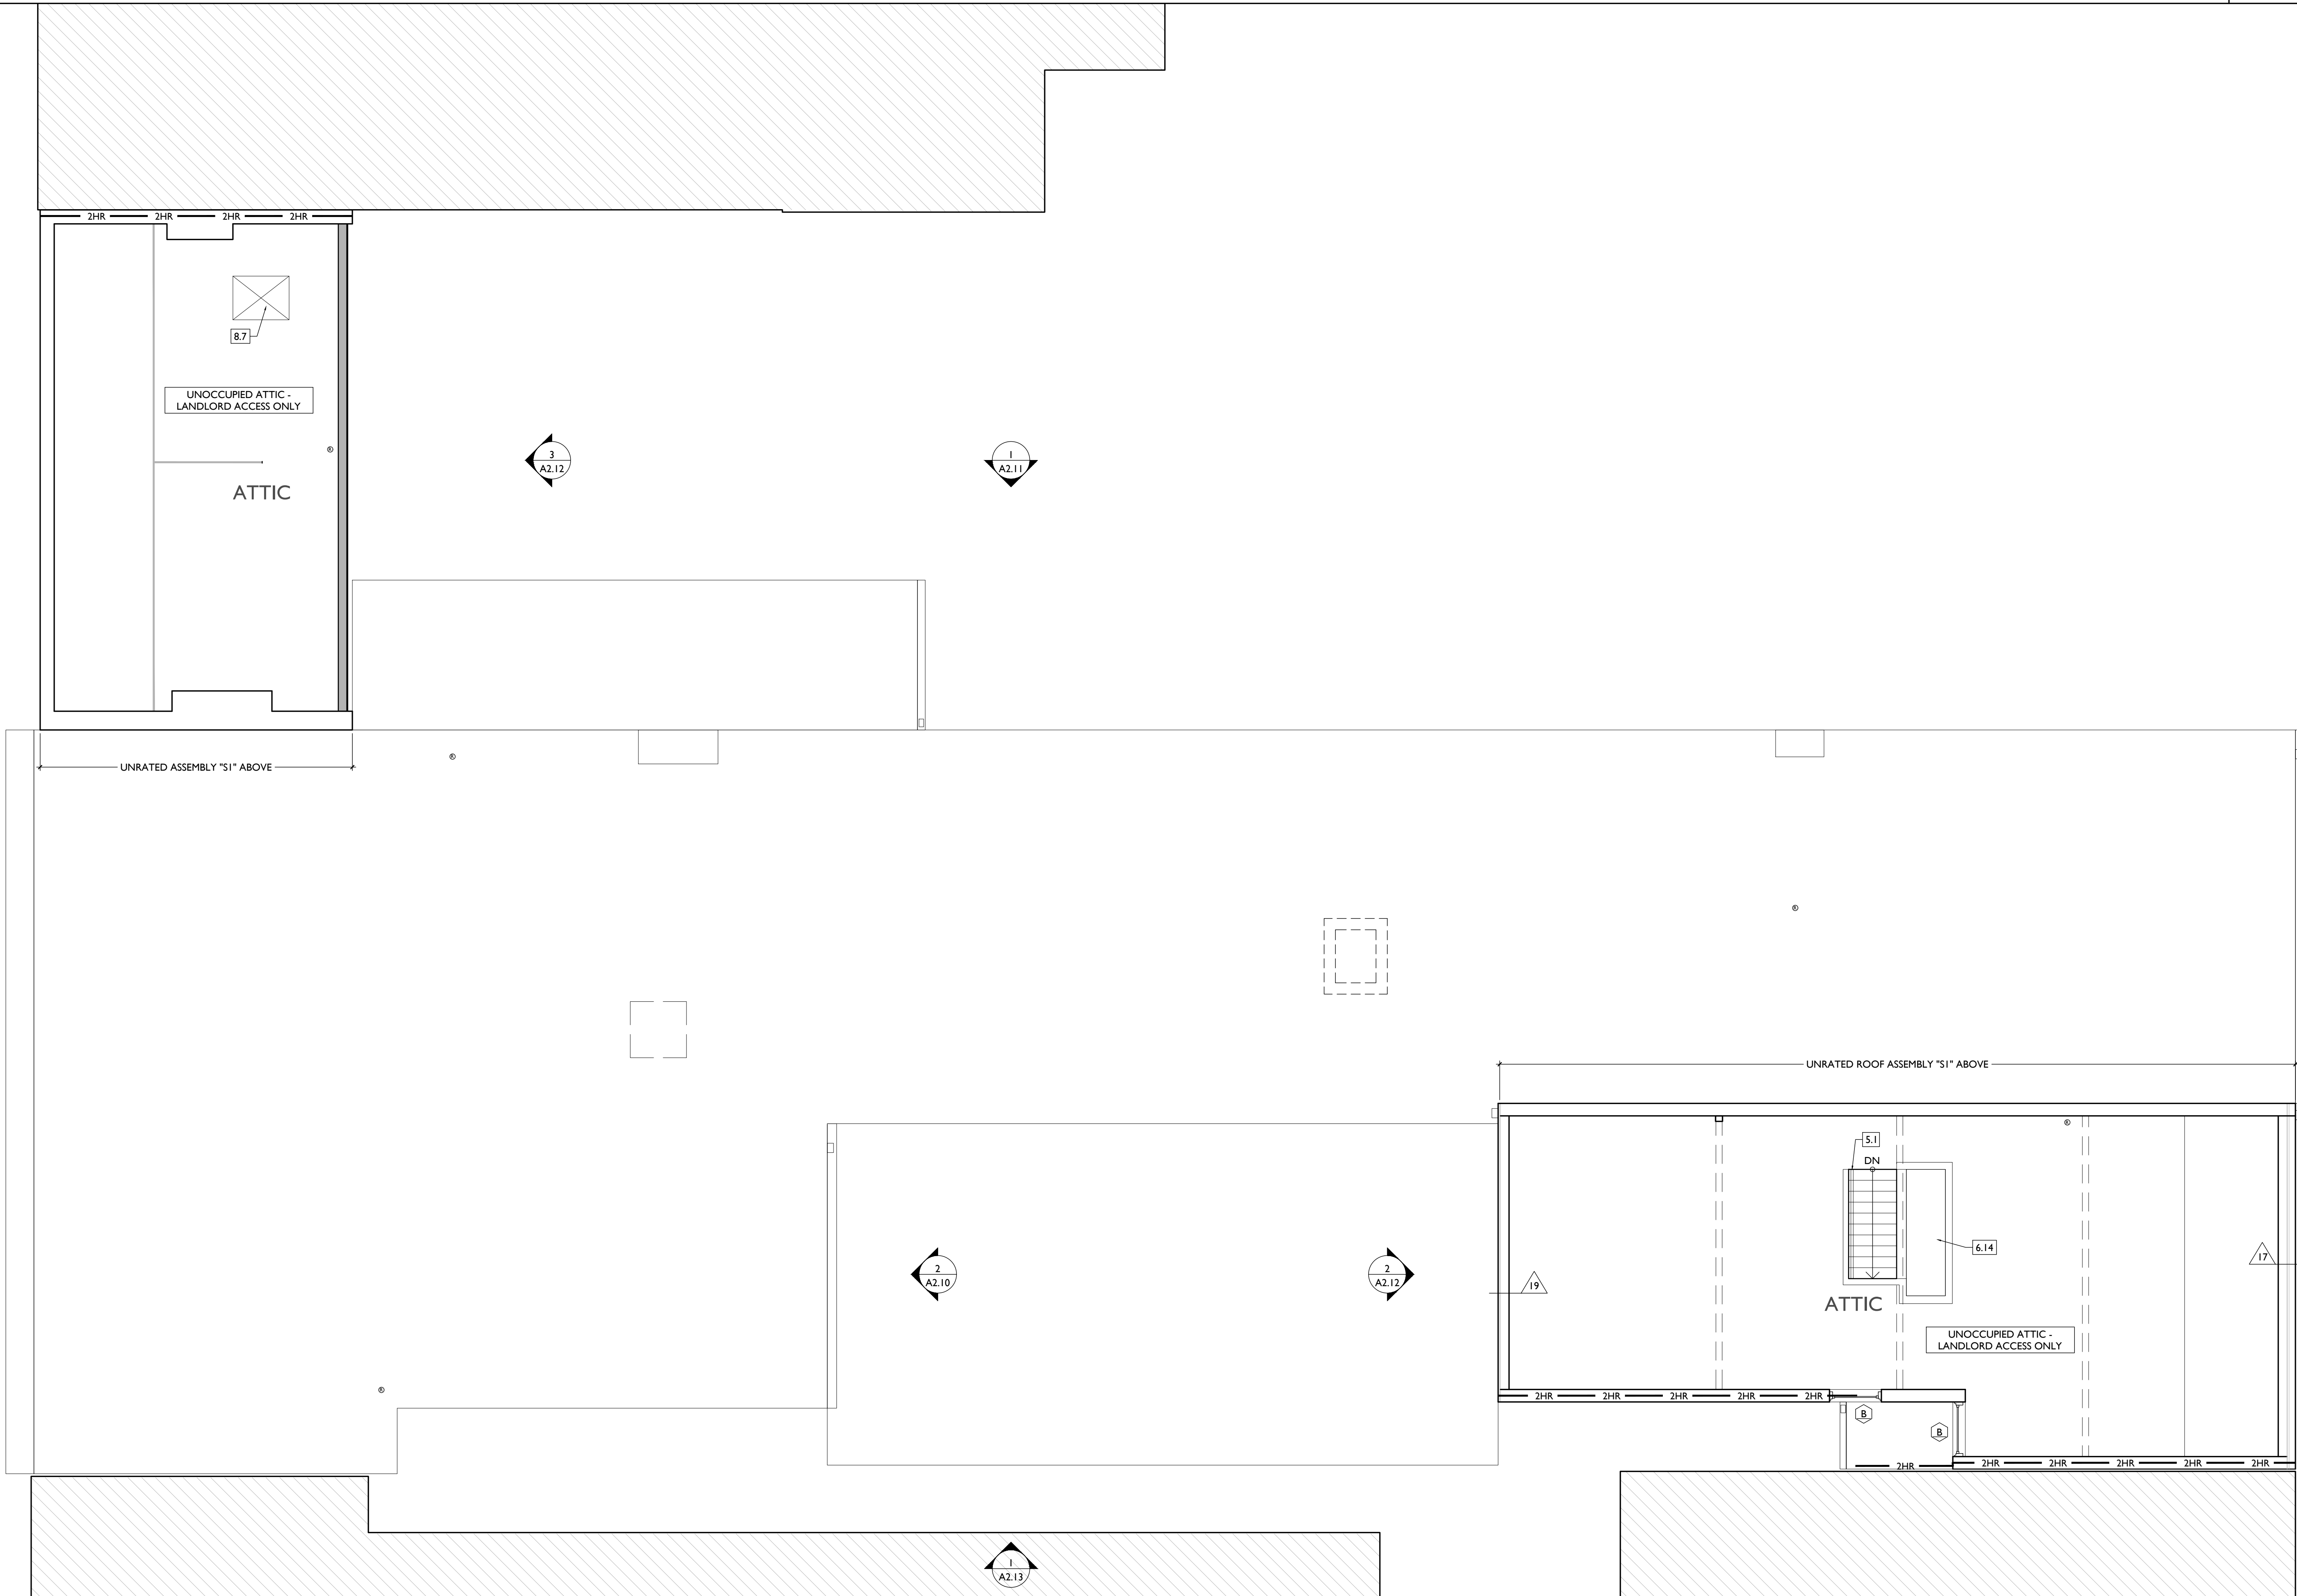 2HR 2HR 2HR 2HR
8.7
UNOCCUPIED ATTIC -
LANDLORD ACCESS ONLY
3
A2.12
1
A2.11
ATTIC
UNRATED ASSEMBLY "S1" ABOVE
UNRATED ROOF ASSEMBLY "S1" ABOVE
5.1
DN
6.14
17
2
A2.10
2
A2.12
19
ATTIC
UNOCCUPIED ATTIC -
LANDLORD ACCESS ONLY
2HR 2HR 2HR 2HR 2HR
B
B
2HR 2HR 2HR 2HR 2HR 2HR
1
A2.13